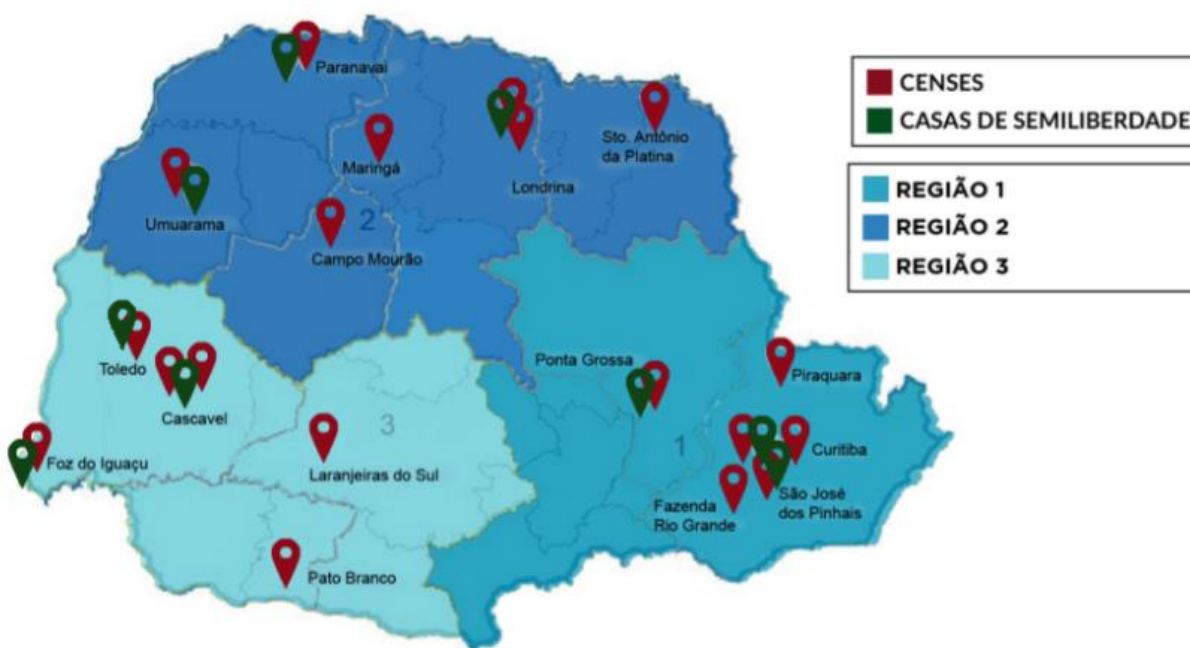 Paranavai
Maringá
Londrina
Sto. Antônio
da Platina
Umuarama
2
Campo Mourão
Toledo
Cascavel
Foz do Iguaçu
3
Laranjeiras do Sul
Pato Branco
Ponta Grossa
1
Piraquara
Curitiba
Fazenda
Rio Grande
São José
dos Pinhais
CENSES
CASAS DE SEMILIBERDADE
REGIÃO 1
REGIÃO 2
REGIÃO 3